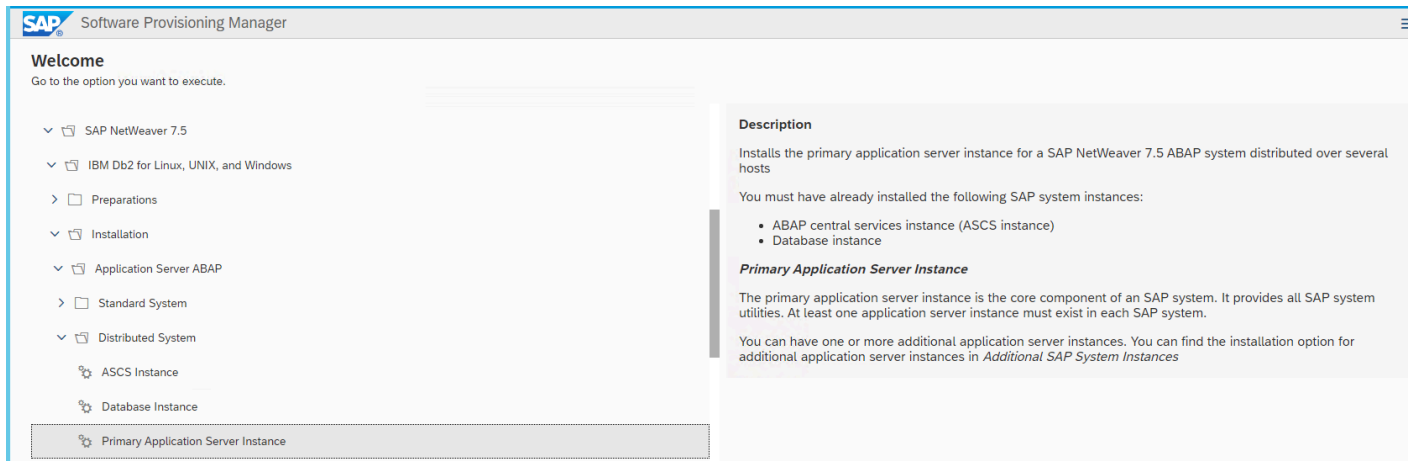 SAP Software Provisioning Manager
Welcome
Go to the option you want to execute.
SAP NetWeaver 7.5
IBM Db2 for Linux, UNIX, and Windows
Preparations
Installation
Application Server ABAP
Standard System
Distributed System
ASCS Instance
Database Instance
Primary Application Server Instance
Description
Installs the primary application server instance for a SAP NetWeaver 7.5 ABAP system distributed over several
hosts
You must have already installed the following SAP system instances:
• ABAP central services instance (ASCS instance)
• Database instance
Primary Application Server Instance
The primary application server instance is the core component of an SAP system. It provides all SAP system
utilities. At least one application server instance must exist in each SAP system.
You can have one or more additional application server instances. You can find the installation option for
additional application server instances in Additional SAP System Instances